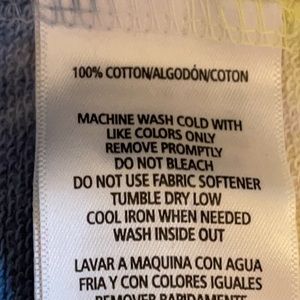 100% COTTON/ALGODÓN/COTON
MACHINE WASH COLD WITH
LIKE COLORS ONLY
REMOVE PROMPTLY
DO NOT BLEACH
DO NOT USE FABRIC SOFTENER
TUMBLE DRY LOW
COOL IRON WHEN NEEDED
WASH INSIDE OUT
LAVAR A MAQUINA CON AGUA
FRIA Y CON COLORES IGUALES
REMOVER RAPIDAMENTE